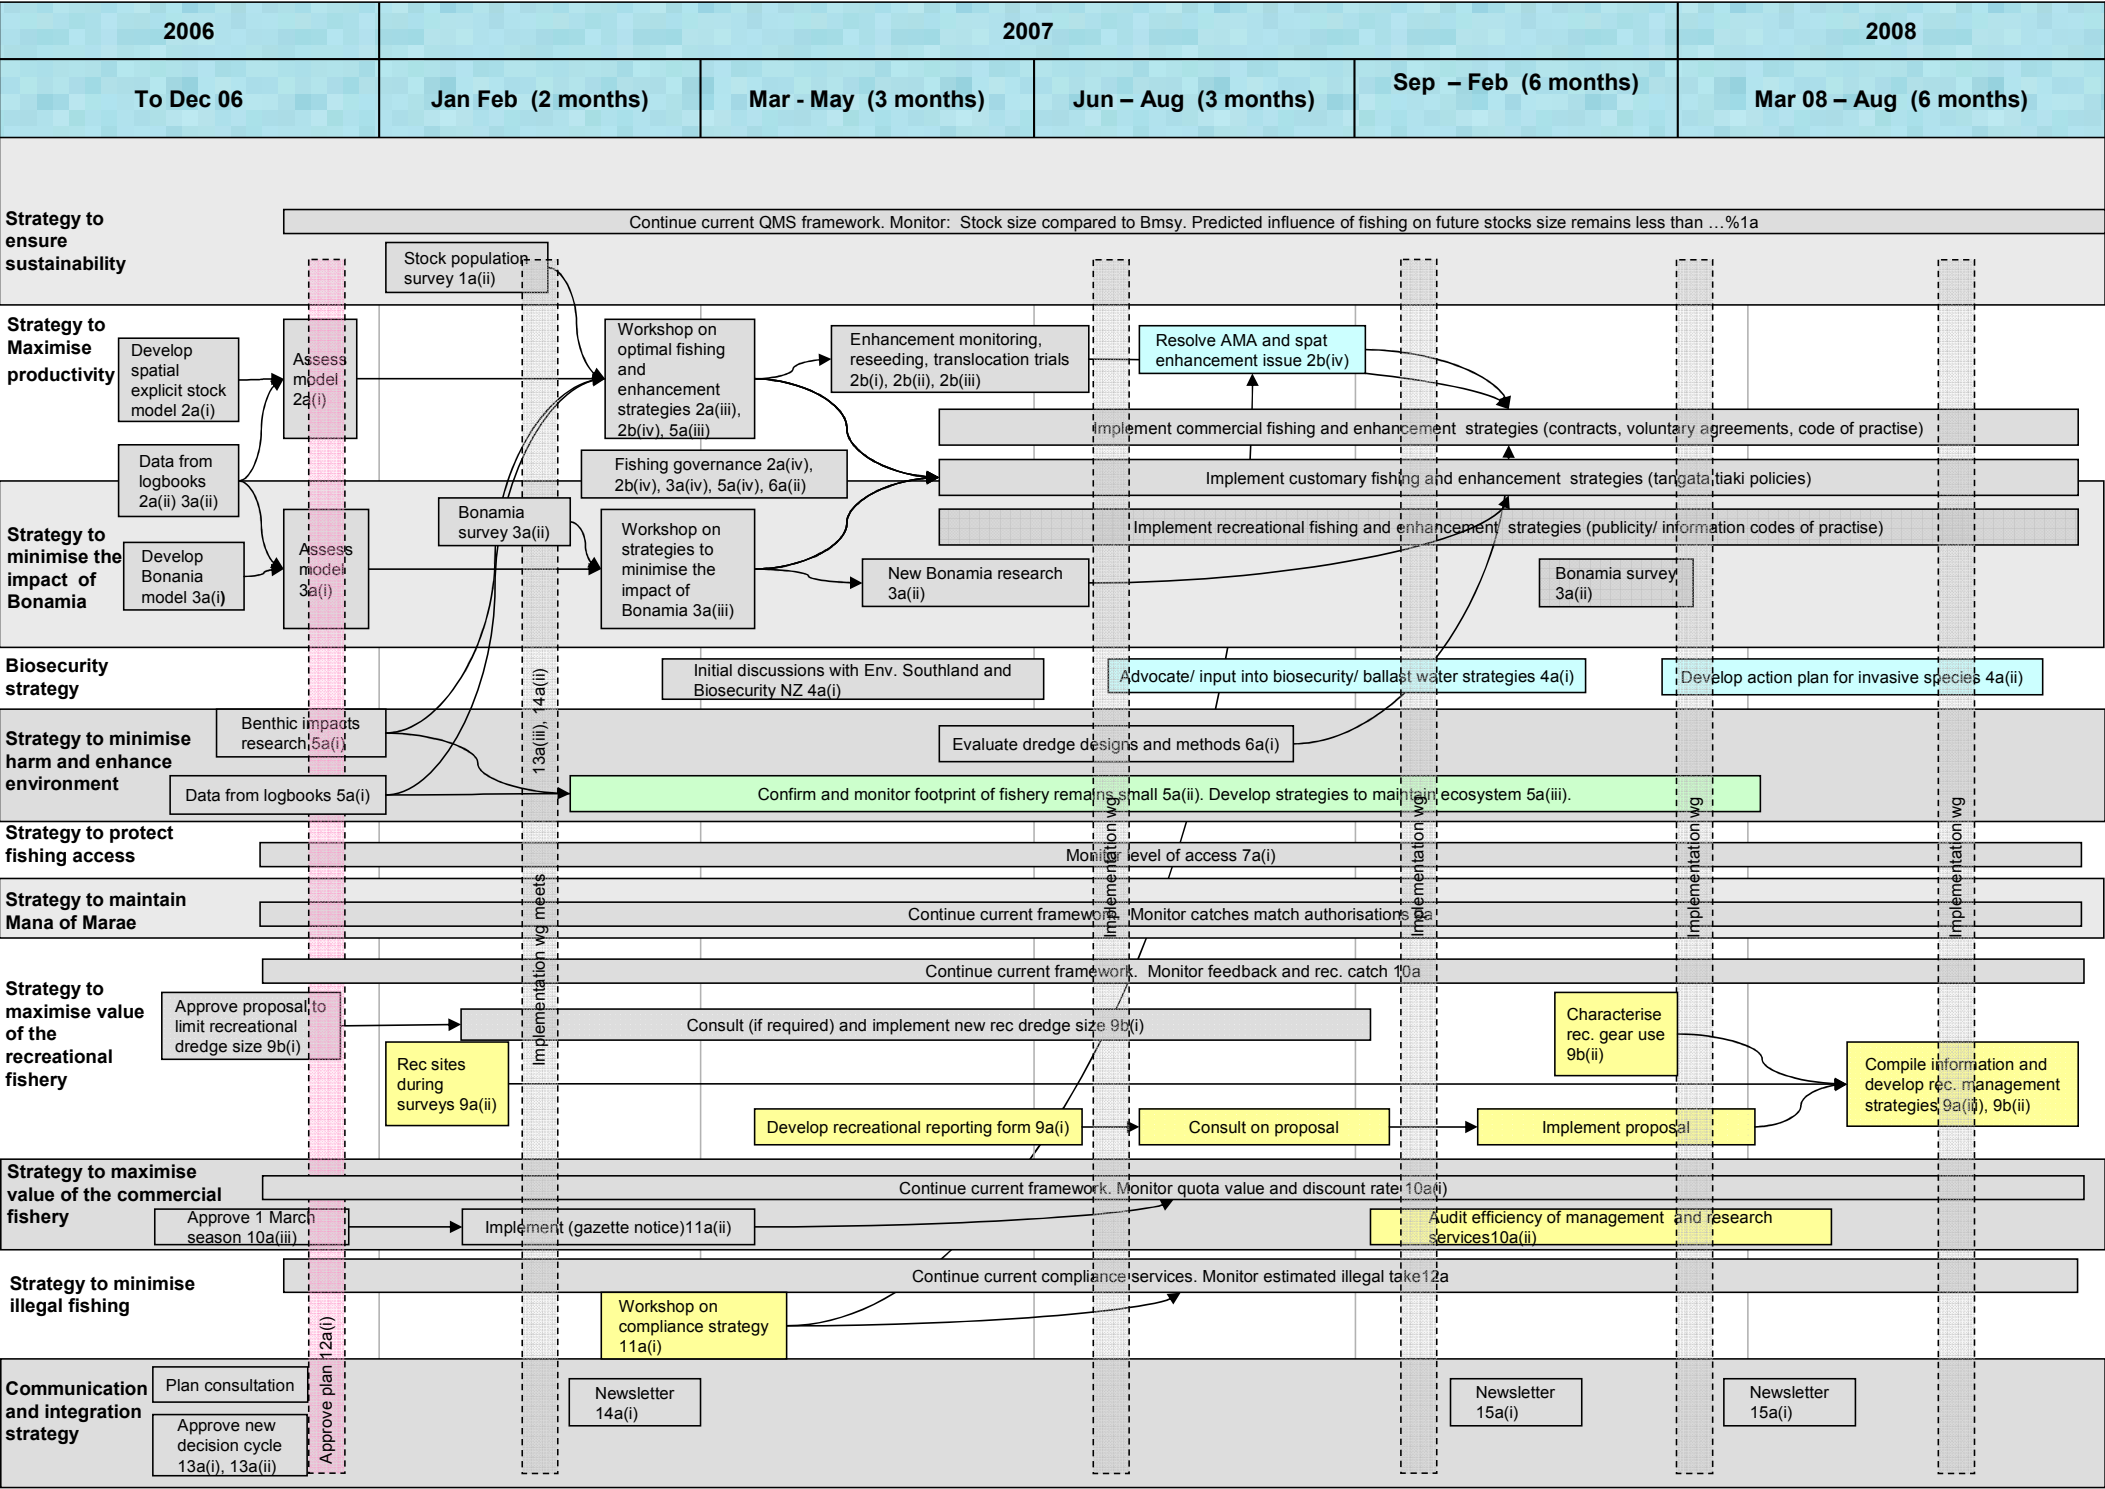 2006
2007
2008
To Dec 06
Jan Feb (2 months)
Mar - May (3 months)
Jun – Aug (3 months)
Sep – Feb (6 months)
Mar 08 – Aug (6 months)
Strategy to
ensure
sustainability
Continue current QMS framework. Monitor: Stock size compared to Bmsy. Predicted influence of fishing on future stocks size remains less than …%1a
Stock population
survey 1a(ii)
Strategy to
Maximise
productivity
Develop
spatial
explicit stock
model 2a(i)
Assess
model
2a(i)
Workshop on
optimal fishing
and
enhancement
strategies 2a(iii),
2b(iv), 5a(iii)
Enhancement monitoring,
reseeding, translocation trials
2b(i), 2b(ii), 2b(iii)
Resolve AMA and spat
enhancement issue 2b(iv)
Implement commercial fishing and enhancement strategies (contracts, voluntary agreements, code of practise)
Data from
logbooks
2a(ii) 3a(ii)
Fishing governance 2a(iv),
2b(iv), 3a(iv), 5a(iv), 6a(ii)
Implement customary fishing and enhancement strategies (tangata tiaki policies)
Strategy to
minimise the
impact of
Bonamia
Bonamia
survey 3a(ii)
Implement recreational fishing and enhancement strategies (publicity/ information codes of practise)
Develop
Bonania
model 3a(i)
Assess
model
3a(i)
Workshop on
strategies to
minimise the
impact of
Bonamia 3a(iii)
New Bonamia research
3a(ii)
Bonamia survey
3a(ii)
Biosecurity
strategy
Initial discussions with Env. Southland and
Biosecurity NZ 4a(i)
Advocate/ input into biosecurity/ ballast water strategies 4a(i)
Develop action plan for invasive species 4a(ii)
Strategy to minimise
harm and enhance
environment
Benthic impacts
research 5a(i)
Evaluate dredge designs and methods 6a(i)
Data from logbooks 5a(i)
Confirm and monitor footprint of fishery remains small 5a(ii). Develop strategies to maintain ecosystem 5a(iii).
Strategy to protect
fishing access
Monitor level of access 7a(i)
Strategy to maintain
Mana of Marae
Continue current framework. Monitor catches match authorisations
Strategy to
maximise value
of the
recreational
fishery
Continue current framework. Monitor feedback and rec. catch 10a
Approve proposal to
limit recreational
dredge size 9b(i)
Consult (if required) and implement new rec dredge size 9b(i)
Rec sites
during
surveys 9a(ii)
Characterise
rec. gear use
9b(ii)
Compile information and
develop rec. management
strategies 9a(iii), 9b(ii)
Develop recreational reporting form 9a(i)
Consult on proposal
Implement proposal
Strategy to maximise
value of the commercial
fishery
Continue current framework. Monitor quota value and discount rate 10a(i)
Approve 1 March
season 10a(iii)
Implement (gazette notice)11a(ii)
Audit efficiency of management and research
services10a(ii)
Strategy to minimise
illegal fishing
Continue current compliance services. Monitor estimated illegal take12a
Workshop on
compliance strategy
11a(i)
Communication
and integration
strategy
Plan consultation
Approve new
decision cycle
13a(i), 13a(ii)
Newsletter
14a(i)
Newsletter
15a(i)
Newsletter
15a(i)
Approve plan 12a(i)
Implementation wg meets
13a(iii), 14a(ii)
Implementation wg
Implementation wg
Implementation wg
Implementation wg